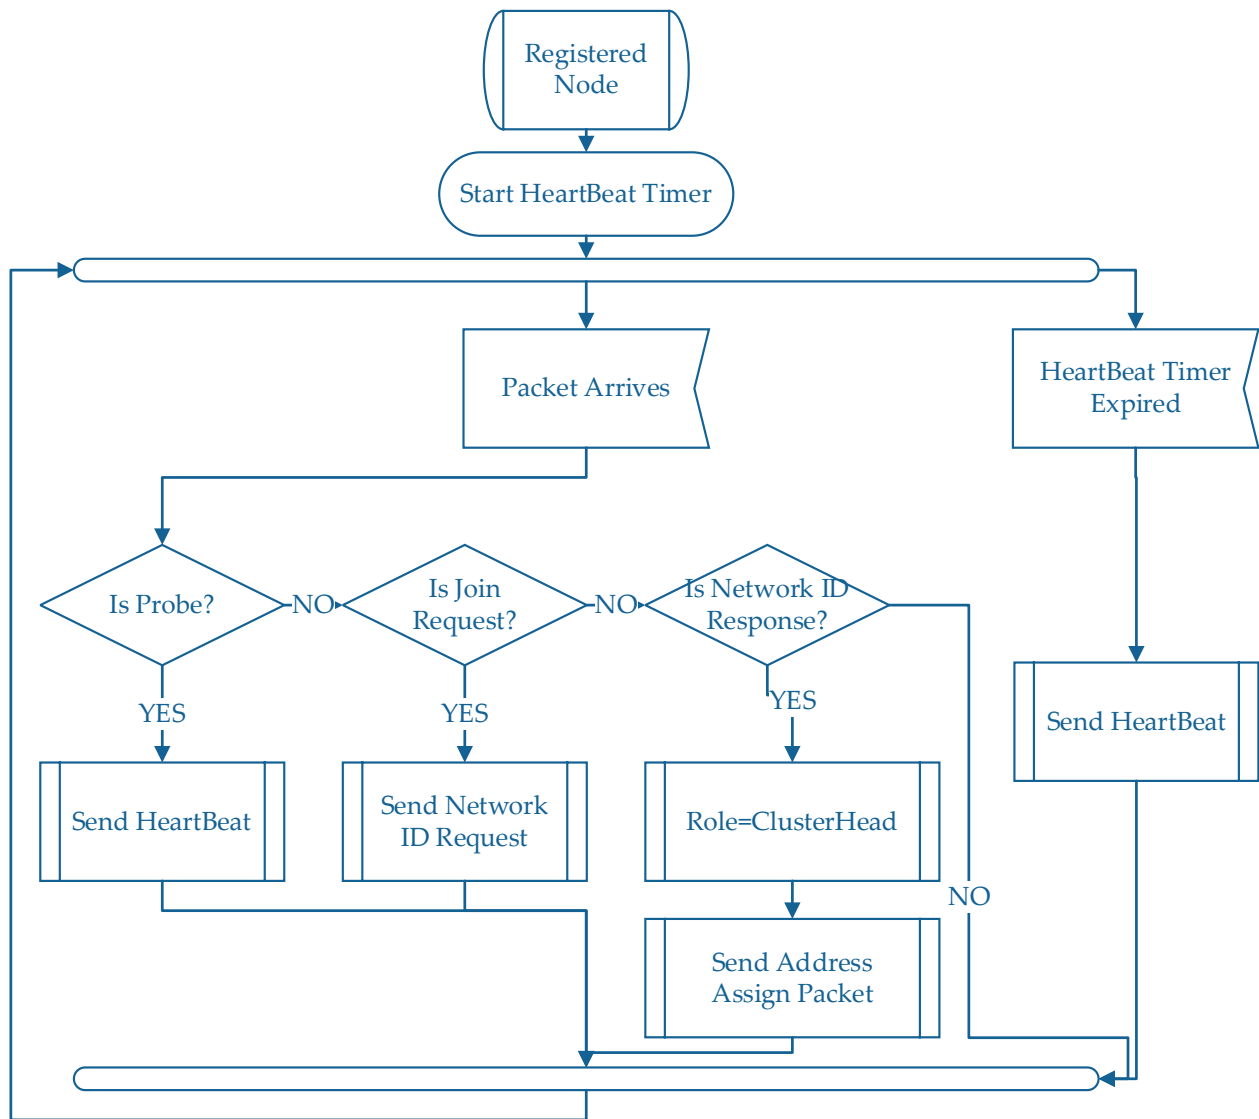 Registered
Node
Start HeartBeat Timer
Packet Arrives
HeartBeat Timer
Expired
Is Probe?
NO
Is Join
Request?
NO
Is Network ID
Response?
YES
YES
YES
Send HeartBeat
Send HeartBeat
Send Network
ID Request
Role=ClusterHead
NO
Send Address
Assign Packet